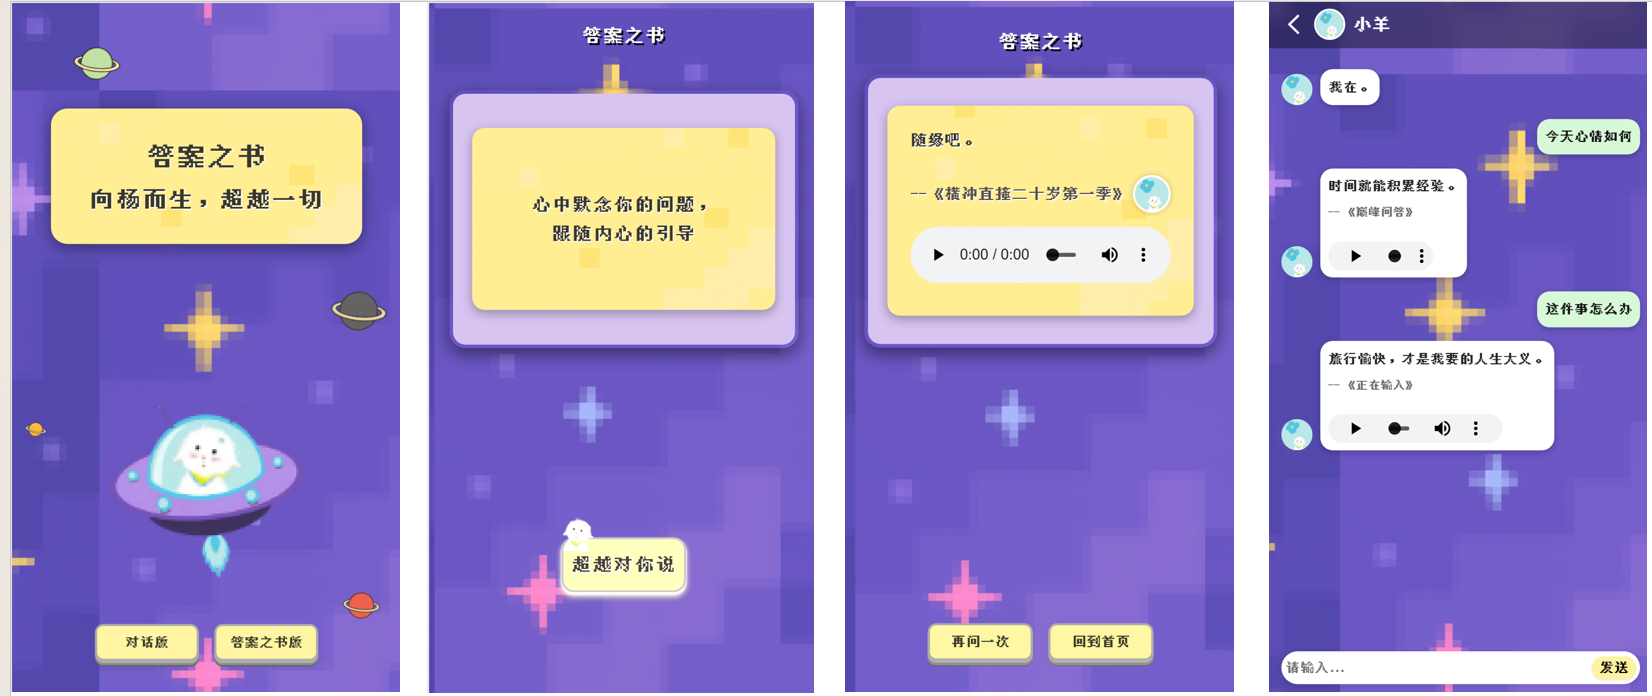 答案之书
向杨而生，超越一切
对话版
答案之书版
答案之书
心中默念你的问题，
跟随内心的引导
超越对你说
答案之书
随缘吧。
--《横冲直撞二十岁第一季》
0:00 / 0:00
再问一次
回到首页
小羊
我在。
今天心情如何
时间就能积累经验。
--《巅峰问答》
这件事怎么办
旅行愉快，才是我要的人生大义。
--《正在输入》
请输入...
发送